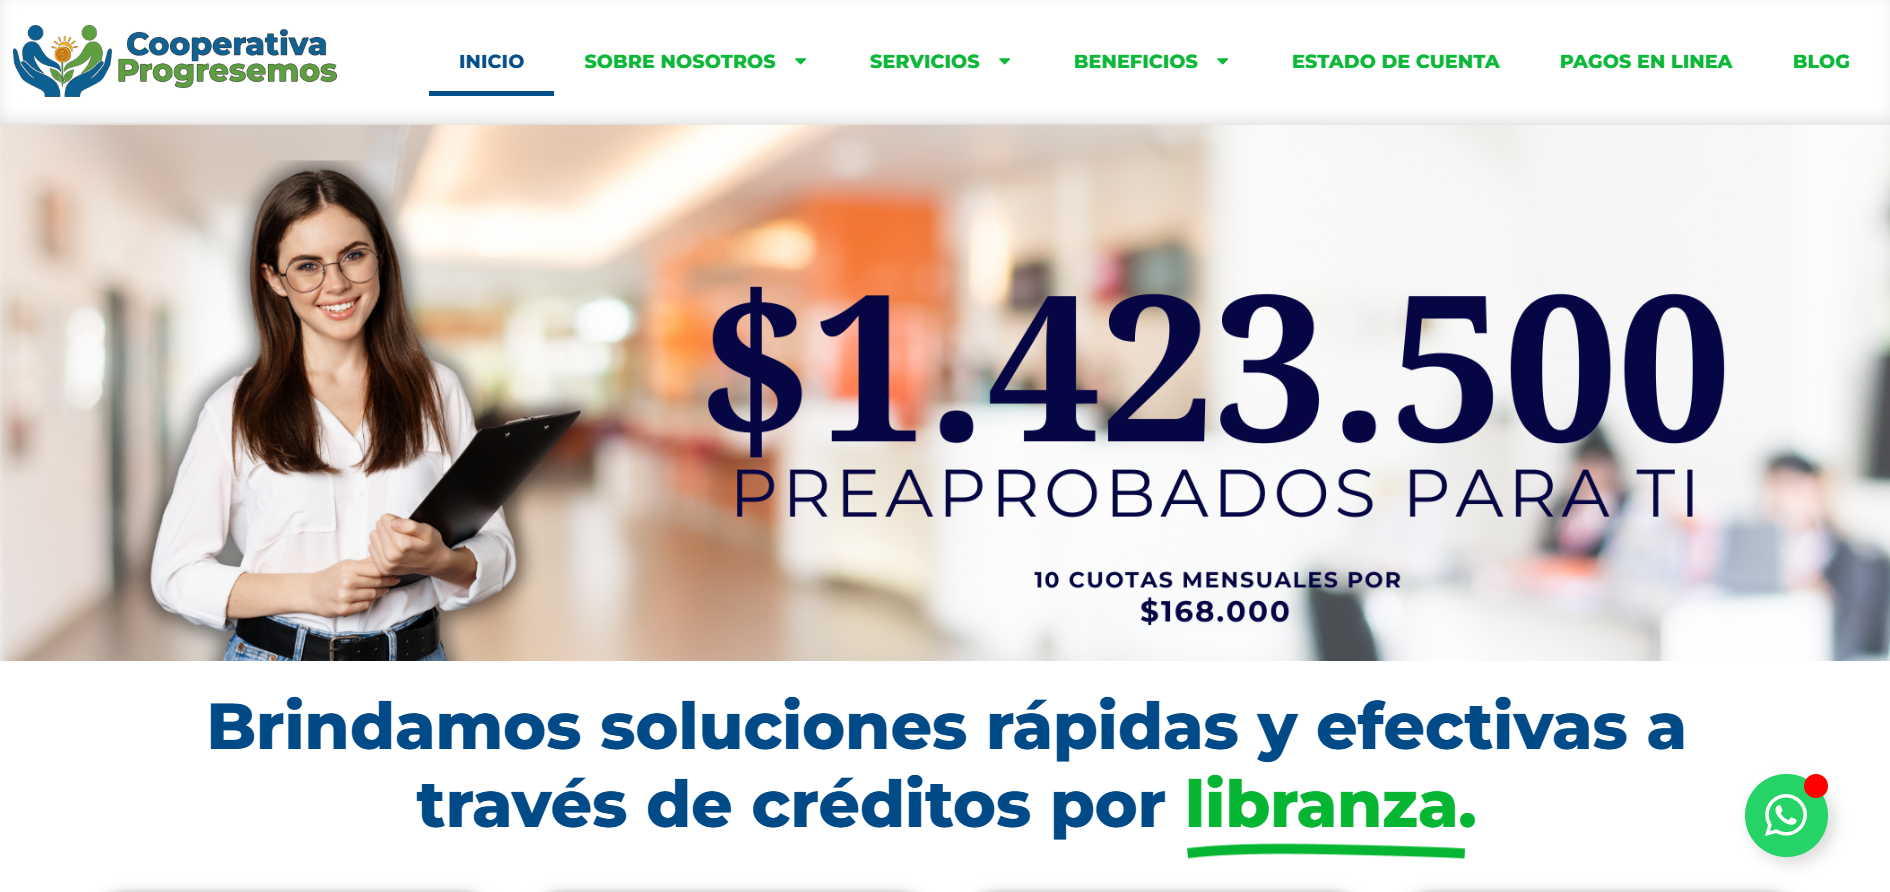 Cooperativa
Progresemos
INICIO SOBRE NOSOTROS SERVICIOS BENEFICIOS ESTADO DE CUENTA PAGOS EN LINEA BLOG
$1.423.500
PREAPROBADOS PARA TI
10 CUOTAS MENSUALES POR
$168.000
Brindamos soluciones rápidas y efectivas a
través de créditos por libranza.